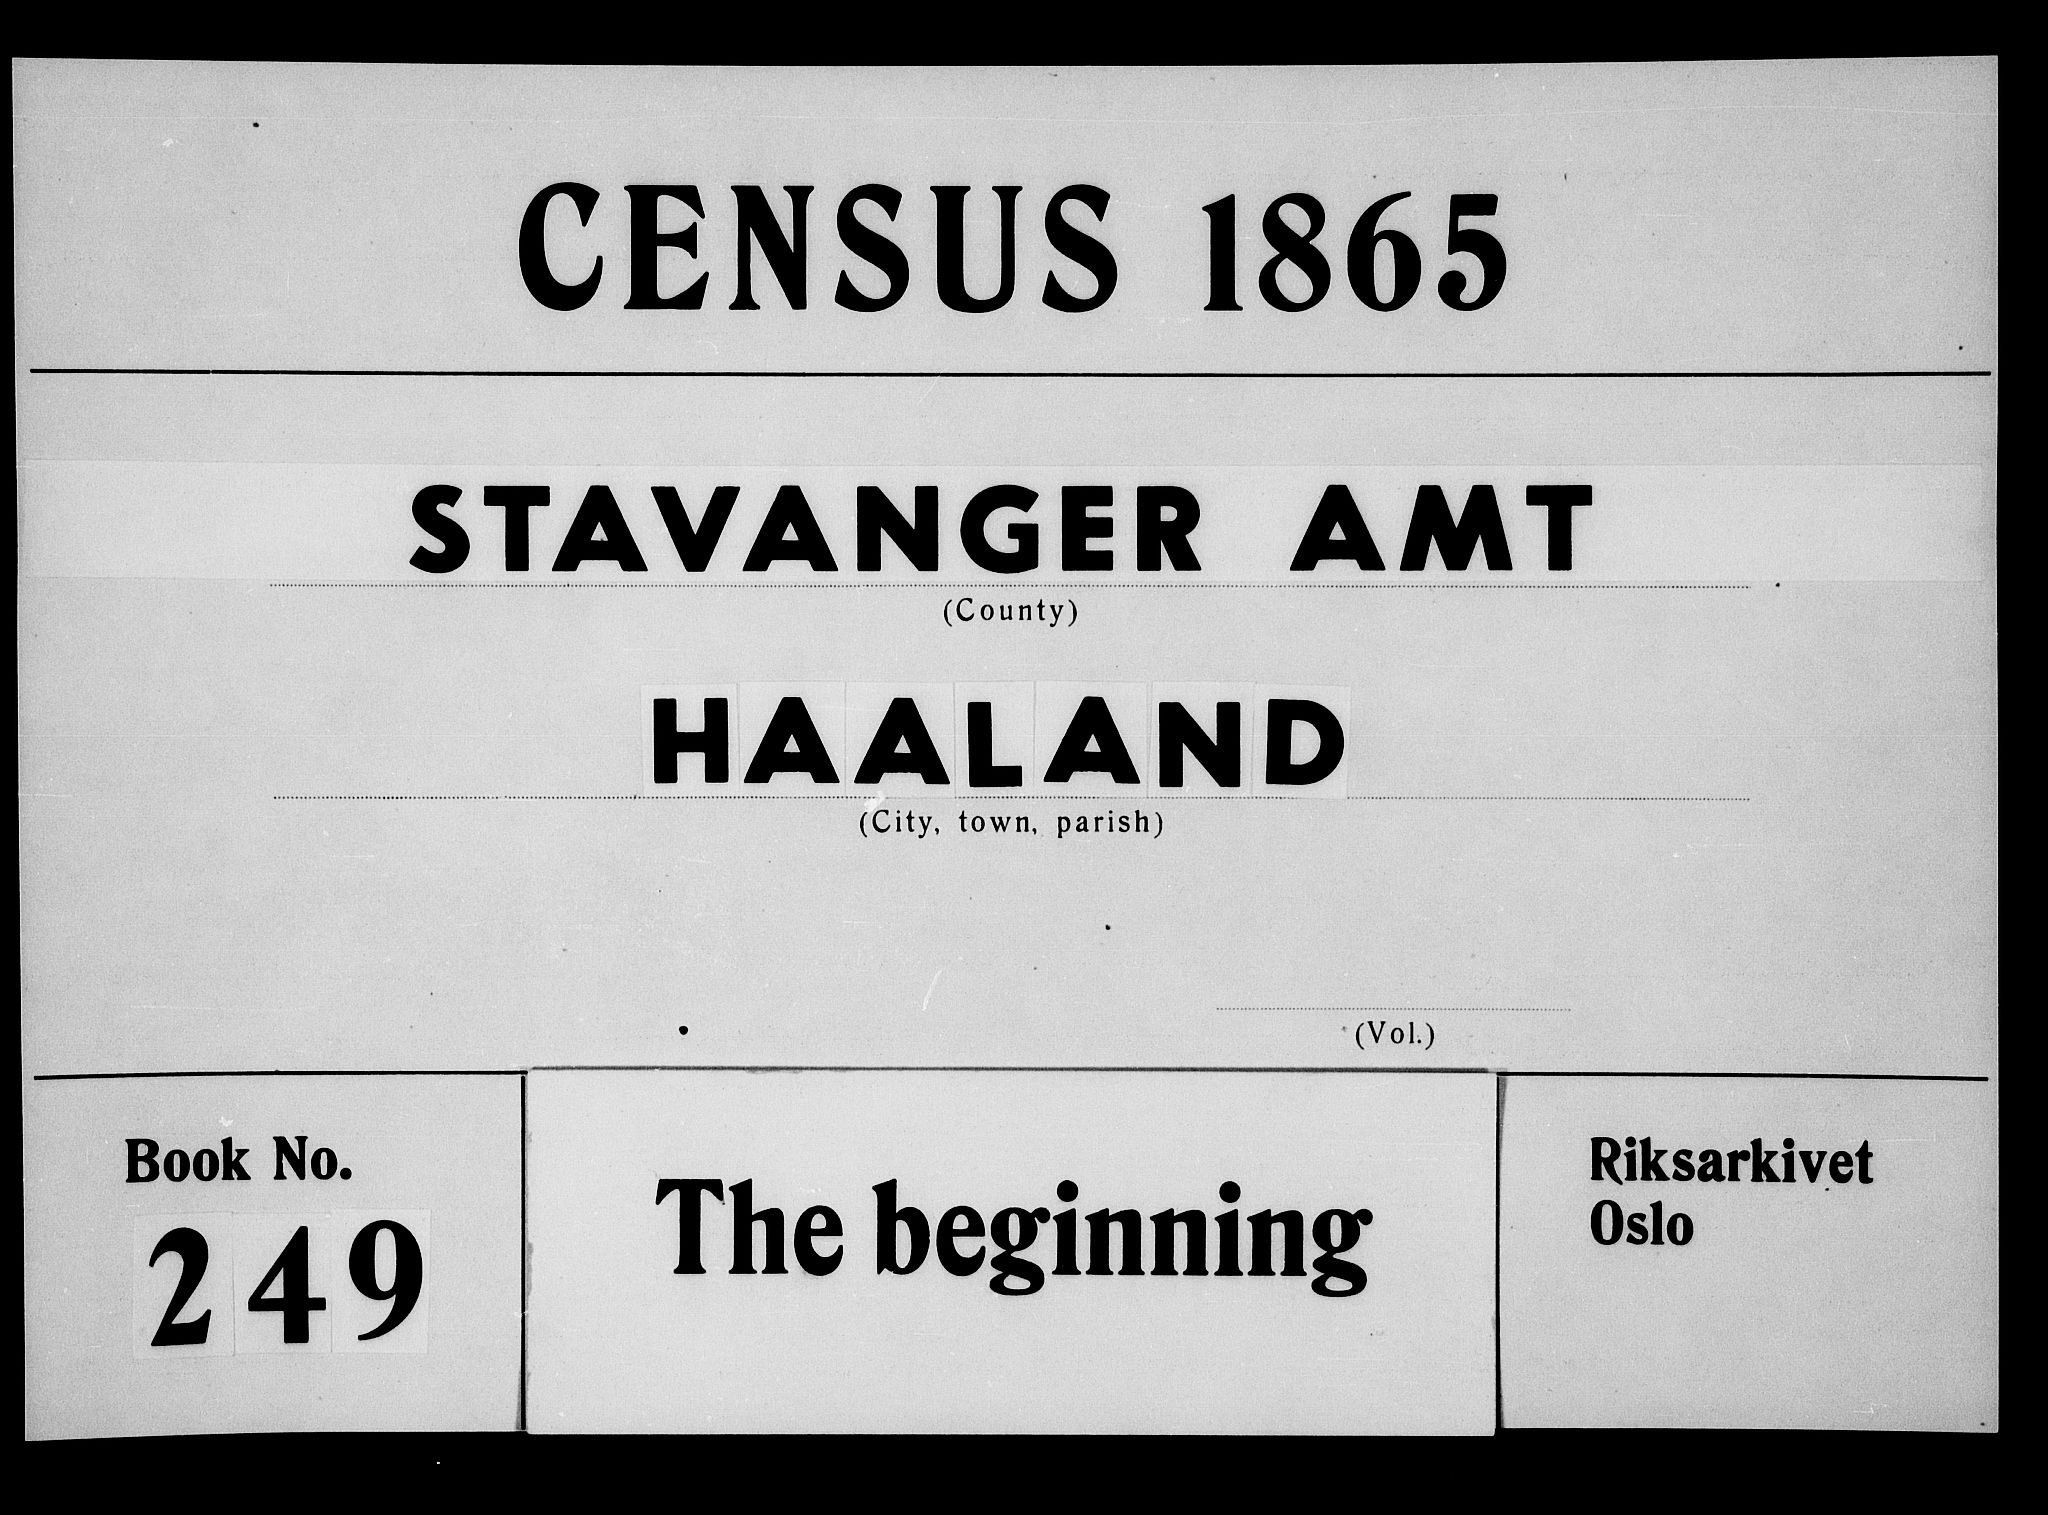 CENSUS 1865
STAVANGER AMT
(County)
HAALAND
(City, town, parish)
(Vol.)
Book No.
249
The beginning
Riksarkivet
Oslo